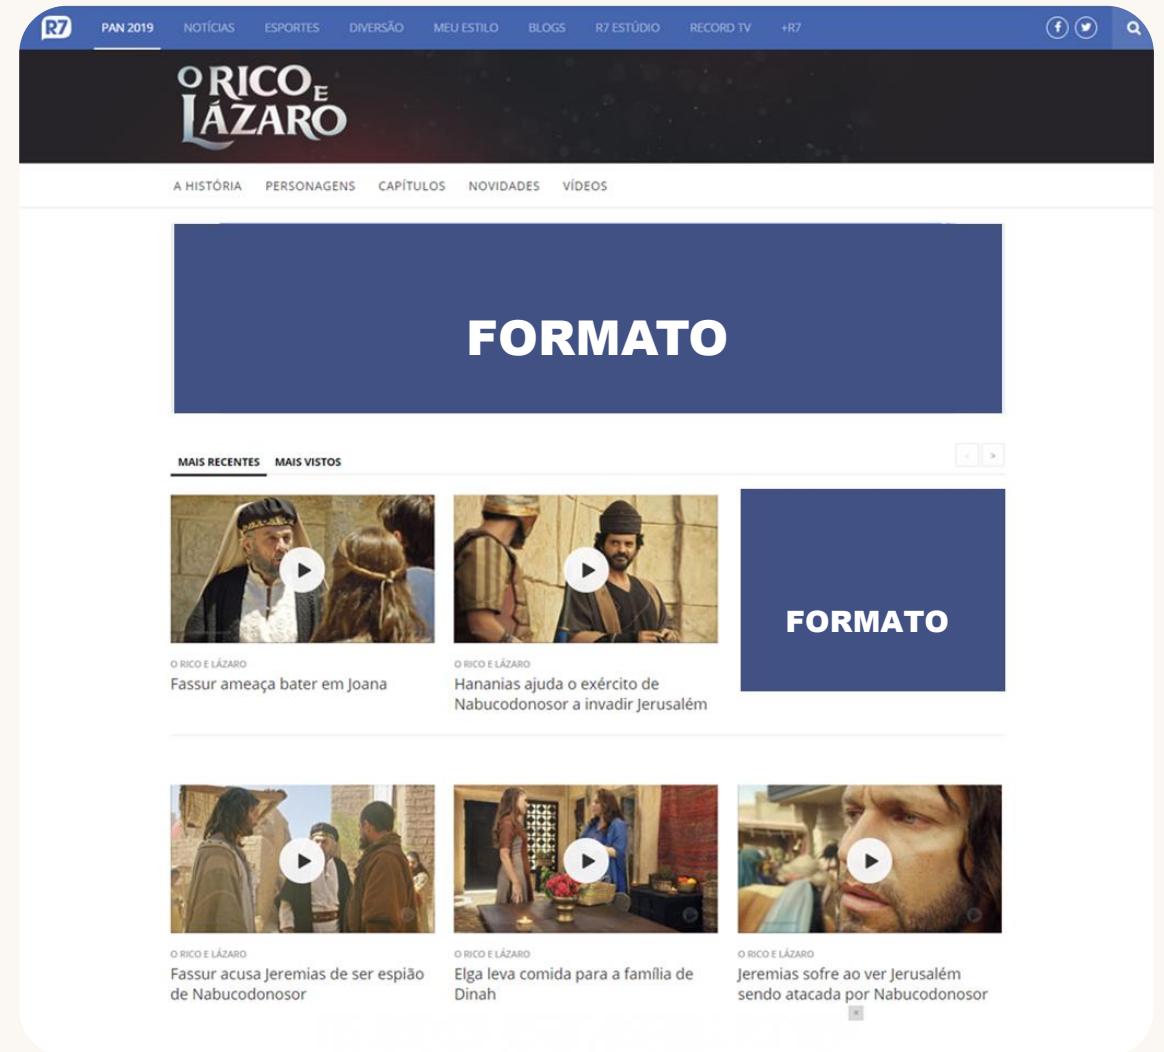 R7 PAN 2019 NOTÍCIAS ESPORTES DIVERSÃO MEU ESTILO BLOGS R7 ESTÚDIO RECORD TV +R7
O RICO E
LÁZARO
A HISTÓRIA PERSONAGENS CAPÍTULOS NOVIDADES VÍDEOS
FORMATO
MAIS RECENTES MAIS VISTOS < >
FORMATO
O RICO E LÁZARO
Fassur ameaça bater em Joana
O RICO E LÁZARO
Hananias ajuda o exército de
Nabucodonosor a invadir Jerusalém
O RICO E LÁZARO
Fassur acusa Jeremias de ser espião
de Nabucodonosor
O RICO E LÁZARO
Elga leva comida para a família de
Dinah
O RICO E LÁZARO
Jeremias sofre ao ver Jerusalém
sendo atacada por Nabucodonosor